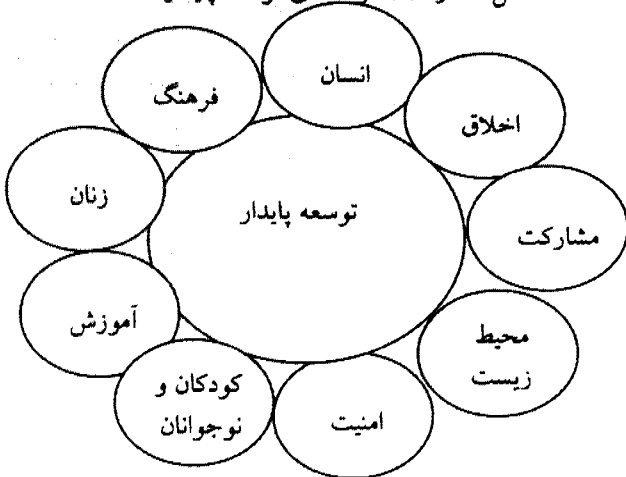 انسان
فرهنگ
اخلاق
زنان
توسعه پایدار
مشارکت
آموزش
محیط
زیست
کودکان و
نوجوانان
امنیت